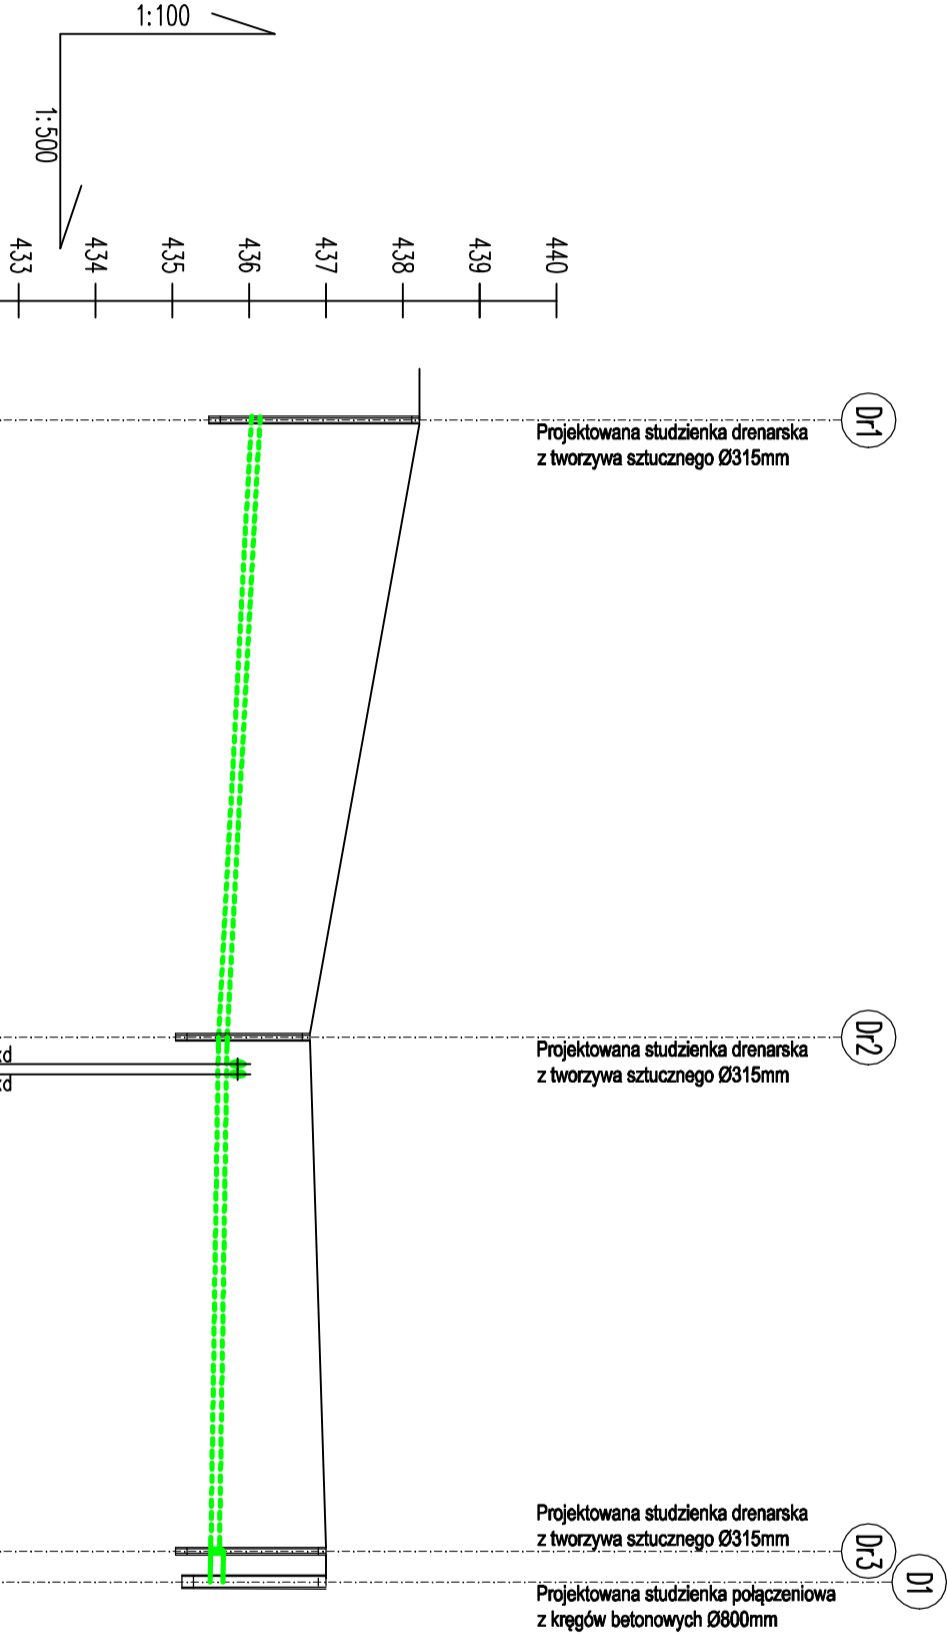 1:100
1:500
433
434
435
436
437
438
439
440
Dr1
Projektowana studzienka drenarska
z tworzywa sztucznego Ø315mm
Dr2
Projektowana studzienka drenarska
z tworzywa sztucznego Ø315mm
Projektowana studzienka drenarska
z tworzywa sztucznego Ø315mm
Dr3
D1
Projektowana studzienka połączeniowa
z kręgów betonowych Ø800mm